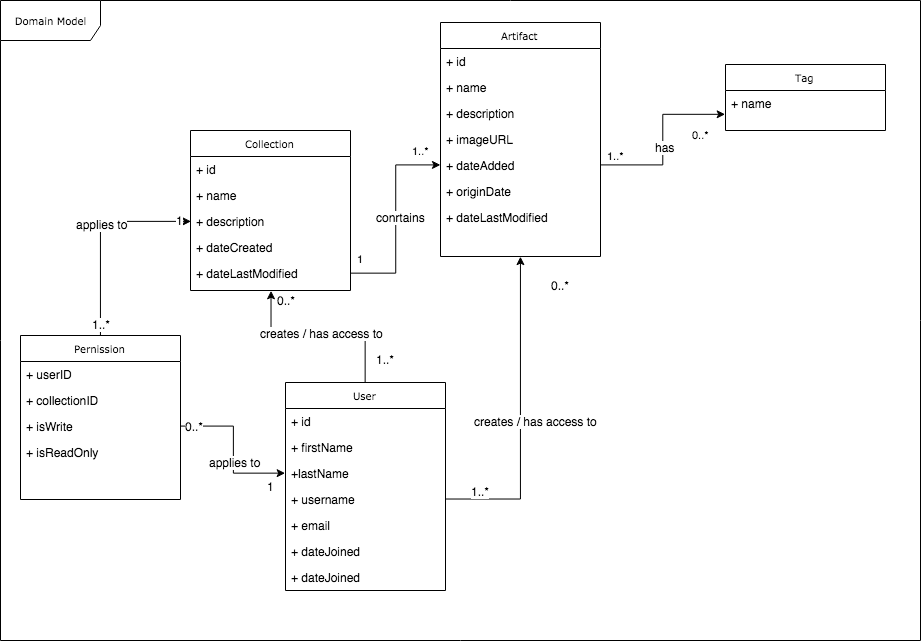 Domain Model
Artifact
+ id
+ name
+ description
+ imageURL
+ dateAdded
+ originDate
+ dateLastModified
Tag
+ name
1..*
has
0..*
Collection
+ id
+ name
+ description
+ dateCreated
+ dateLastModified
1..*
conrtains
1
applies to
1
1..*
0..*
creates / has access to
1..*
0..*
Pernission
+ userID
+ collectionID
+ isWrite
+ isReadOnly
0..*
applies to
1
User
+ id
+ firstName
+lastName
+ username
+ email
+ dateJoined
+ dateJoined
creates / has access to
1..*